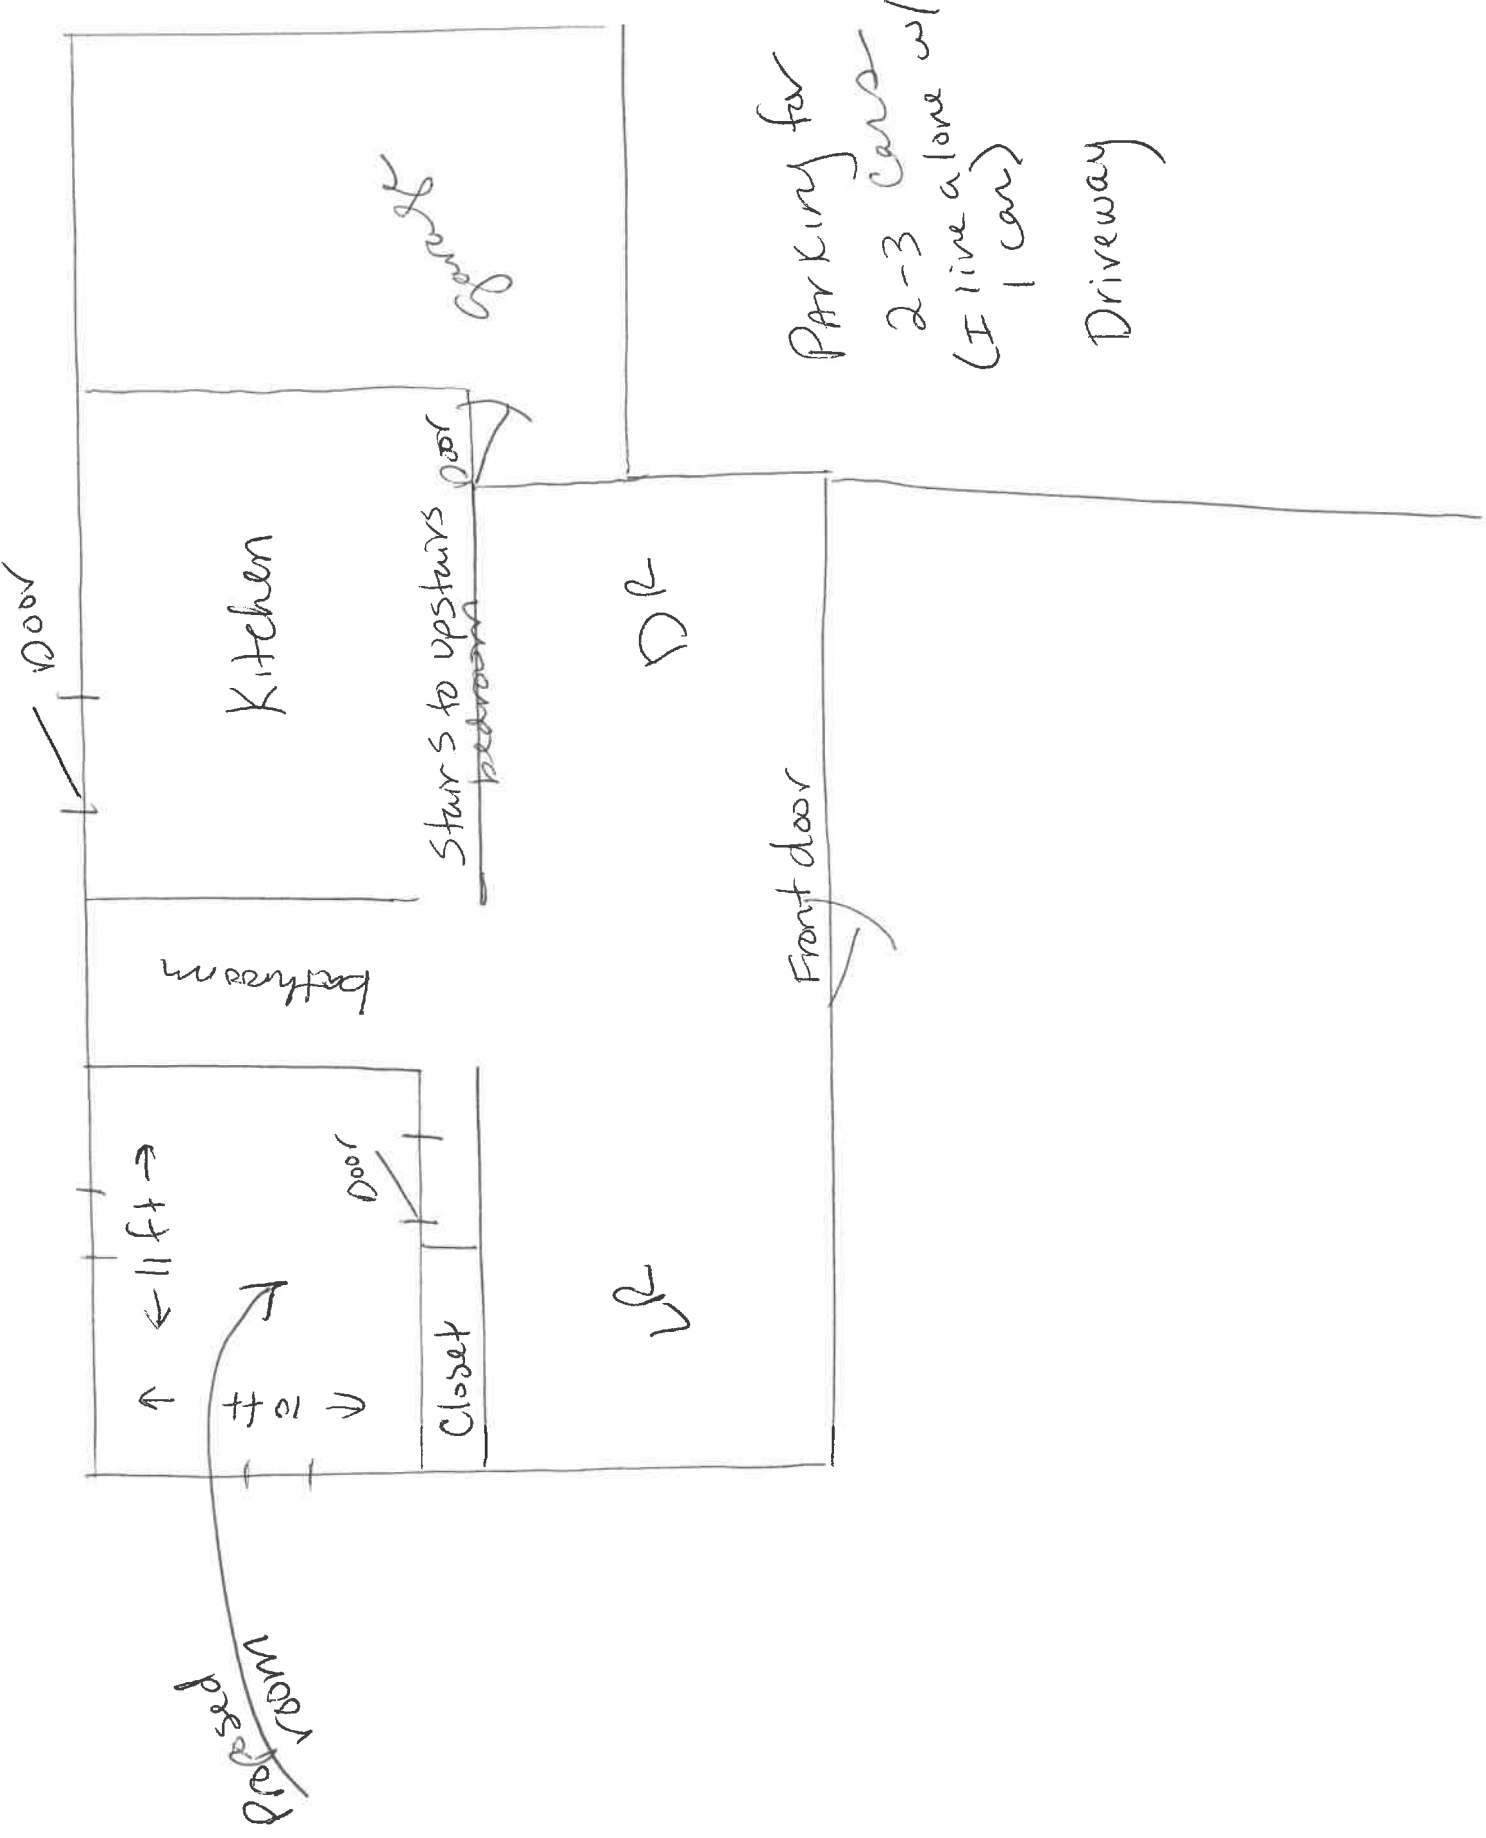 Door
Garage
Kitchen
Door
Stairs to upstairs
bedroom
bathroom
← 11 ft →
← 10 ft →
Door
Closet
Proposed
room
LR
DR
Front door
Parking for
2-3 cars
(I live alone w/
1 car)
Driveway